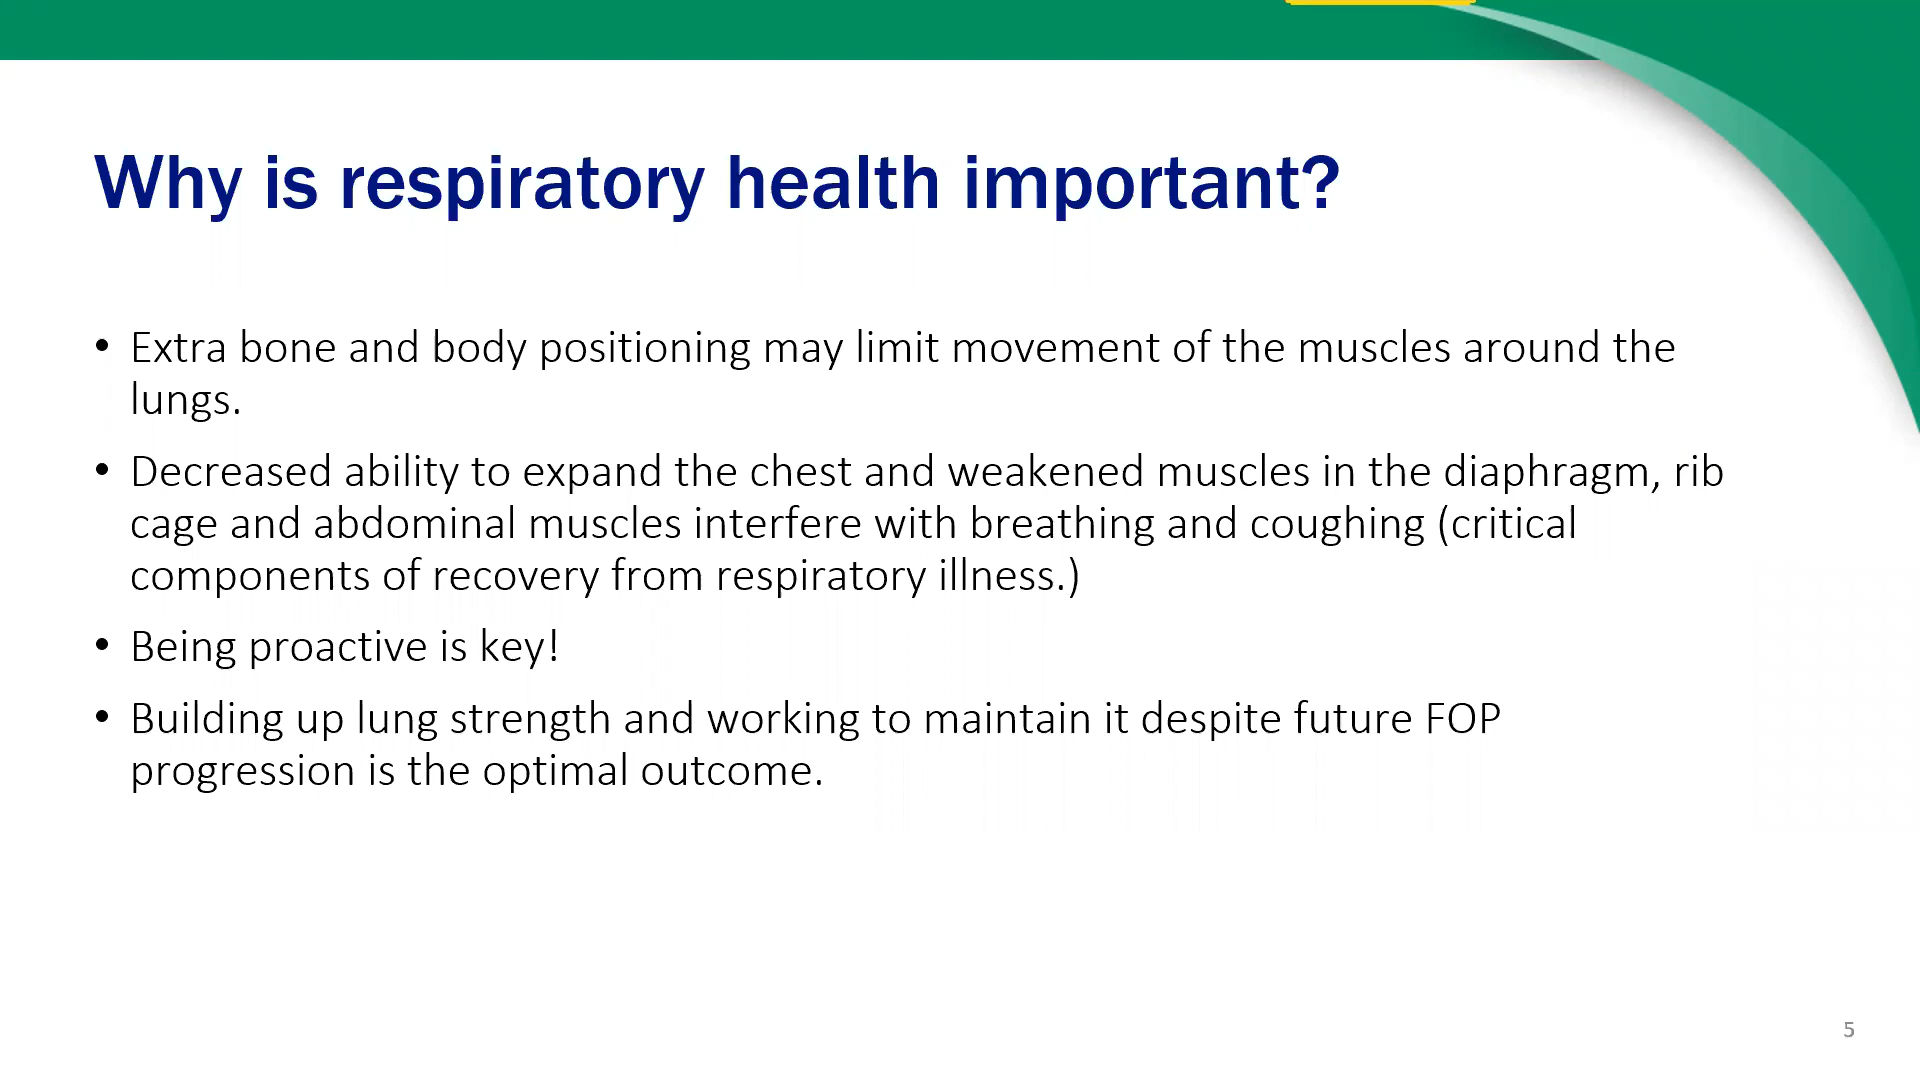 Why is respiratory health important?
• Extra bone and body positioning may limit movement of the muscles around the
lungs.
• Decreased ability to expand the chest and weakened muscles in the diaphragm, rib
cage and abdominal muscles interfere with breathing and coughing (critical
components of recovery from respiratory illness.)
• Being proactive is key!
• Building up lung strength and working to maintain it despite future FOP
progression is the optimal outcome.
5